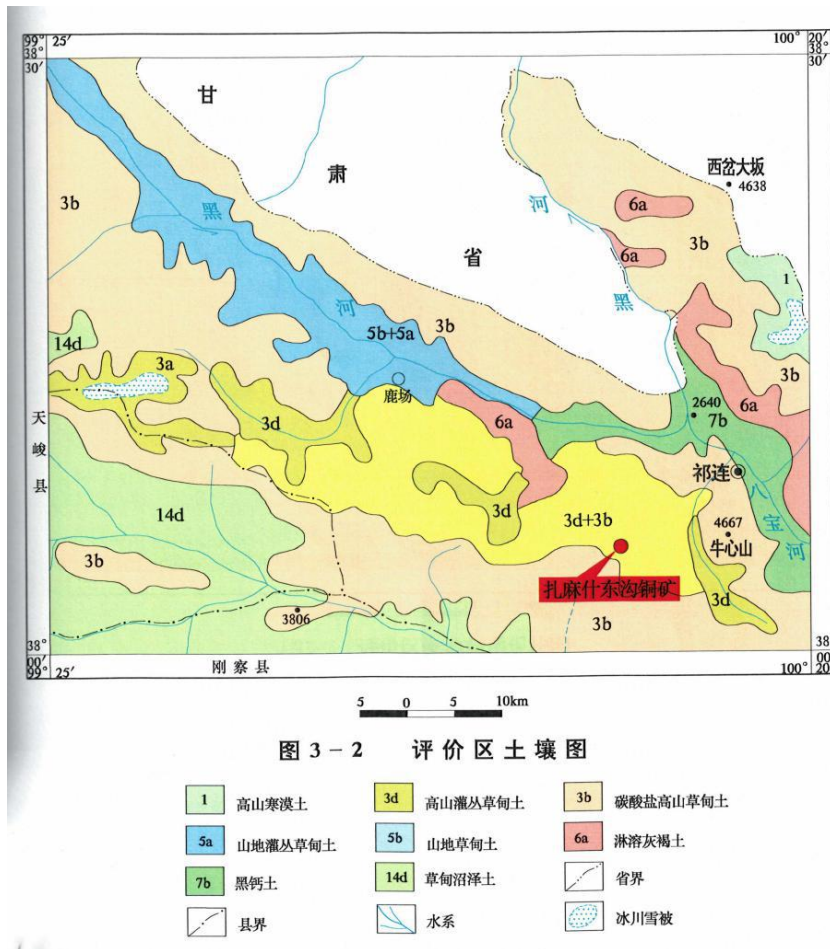 99° 25′
100° 20′
38° 30′
38° 30′
甘
肃
省
西岔大坂
4638
河
黑
6a
3b
6a
3b
1
黑
河
5b+5a
3b
14d
3a
3b
鹿场
3d
6a
2640
7b
6a
天峻县
祁连
八宝河
14d
3d
3d+3b
4667
牛心山
3b
扎麻什东沟铜矿
3d
3806
3b
38° 00′
38° 00′
99° 25′
刚察县
100° 20′
5 0 5 10km
图 3-2 评价区土壤图
1 高山寒漠土
3d 高山灌丛草甸土
3b 碳酸盐高山草甸土
5a 山地灌丛草甸土
5b 山地草甸土
6a 淋溶灰褐土
7b 黑钙土
14d 草甸沼泽土
省界
县界
水系
冰川雪被